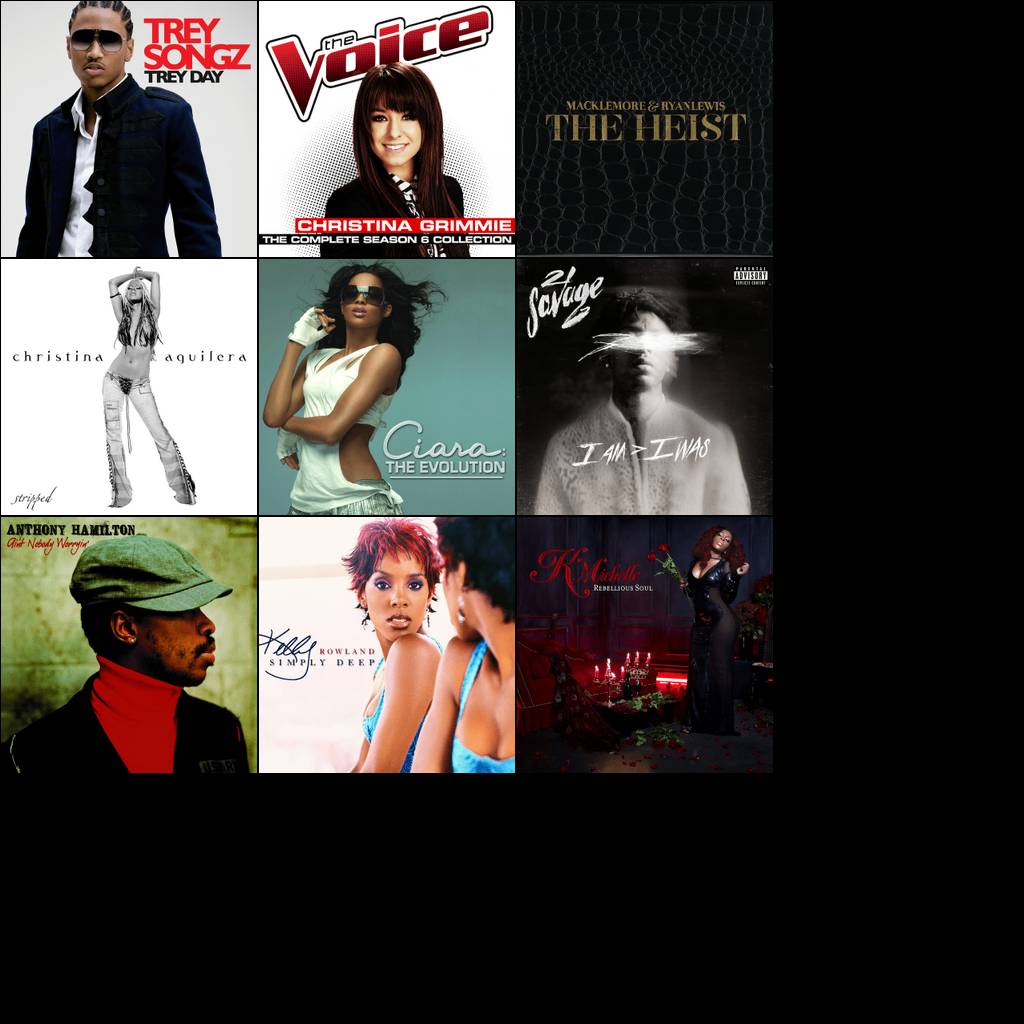 TREY
SONGZ
TREY DAY
the
Voice
CHRISTINA GRIMMIE
THE COMPLETE SEASON 6 COLLECTION
MACKLEMORE & RYAN LEWIS
THE HEIST
christina aguilera
stripped
Ciara:
THE EVOLUTION
21
Savage
PARENTAL
ADVISORY
EXPLICIT CONTENT
I AM > I WAS
ANTHONY HAMILTON
Ain't Nobody Worryin'
Kelly ROWLAND
SIMPLY DEEP
K. Michelle
REBELLIOUS SOUL